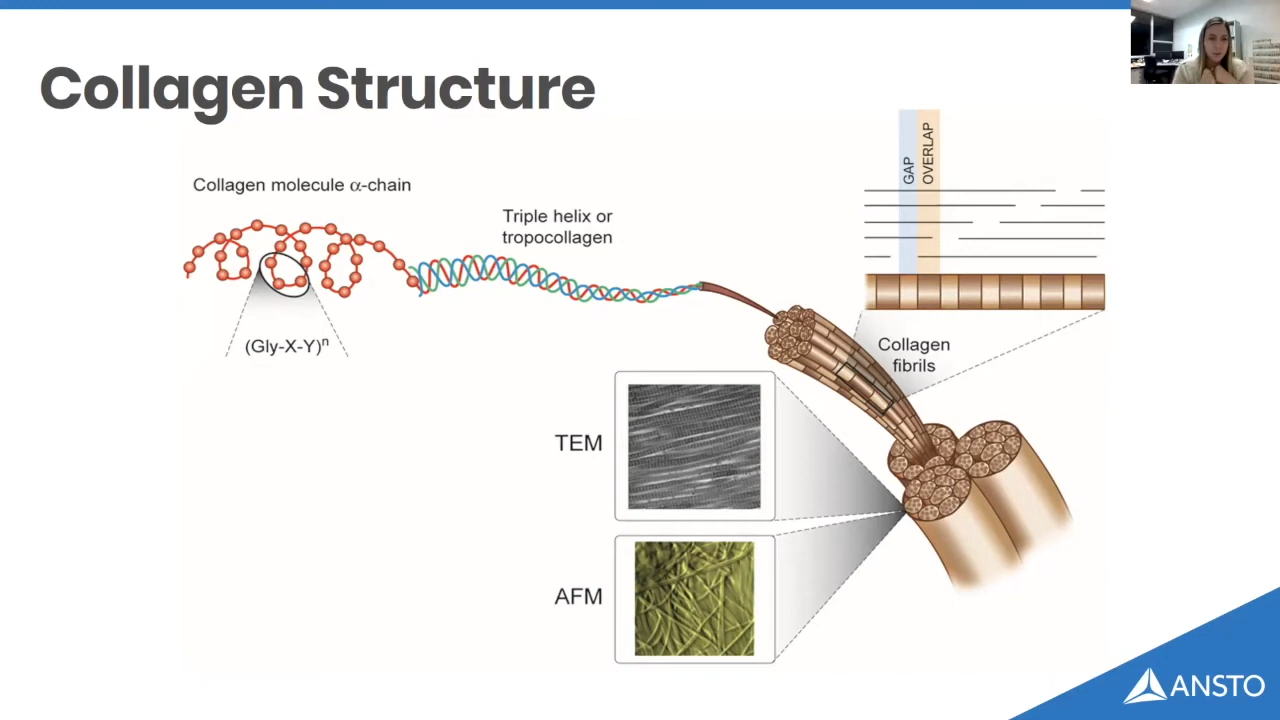 Collagen Structure
Collagen molecule α-chain
(Gly-X-Y)ⁿ
Triple helix or
tropocollagen
GAP
OVERLAP
Collagen
fibrils
TEM
AFM
ANSTO